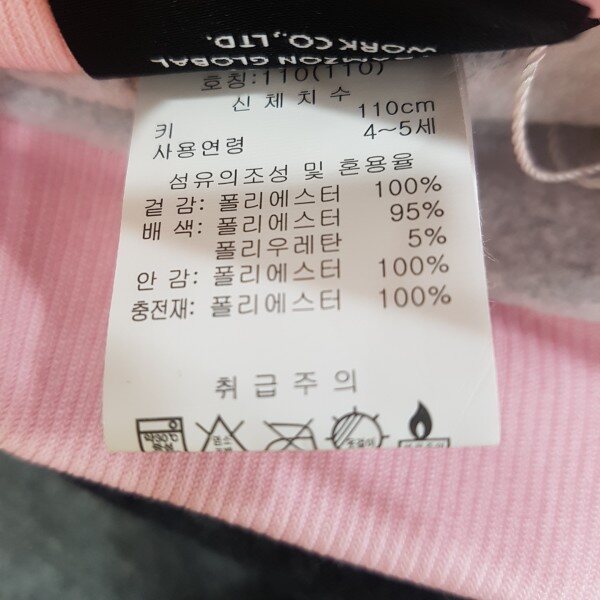 WORK CO., LTD.
호칭:110(110)
신 체 치 수
키 110cm
사용연령 4~5세
섬유의조성 및 혼용율
겉 감: 폴리에스터 100%
배 색: 폴리에스터 95%
폴리우레탄 5%
안 감: 폴리에스터 100%
충전재: 폴리에스터 100%
취 급 주 의
약30℃